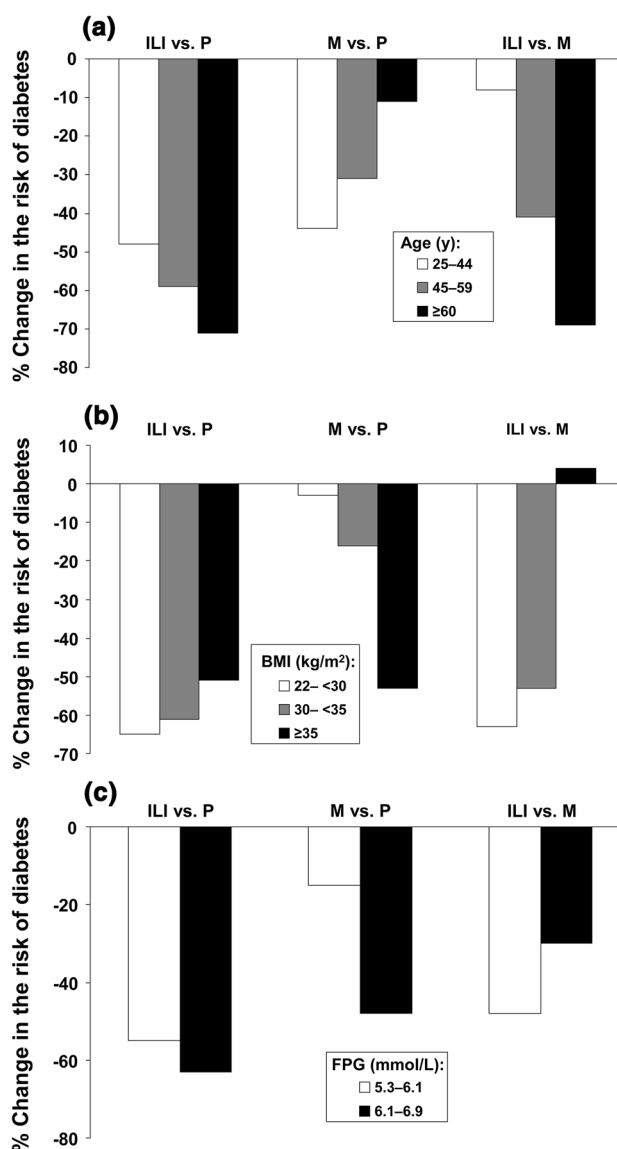 (a)
ILI vs. P M vs. P ILI vs. M
% Change in the risk of diabetes
0
-10
-20
-30
-40
-50
-60
-70
-80
Age (y):
25–44
45–59
≥60
(b)
ILI vs. P M vs. P ILI vs. M
% Change in the risk of diabetes
10
0
-10
-20
-30
-40
-50
-60
-70
BMI (kg/m²):
22– <30
30– <35
≥35
(c)
ILI vs. P M vs. P ILI vs. M
% Change in the risk of diabetes
0
-20
-40
-60
-80
FPG (mmol/L):
5.3–6.1
6.1–6.9